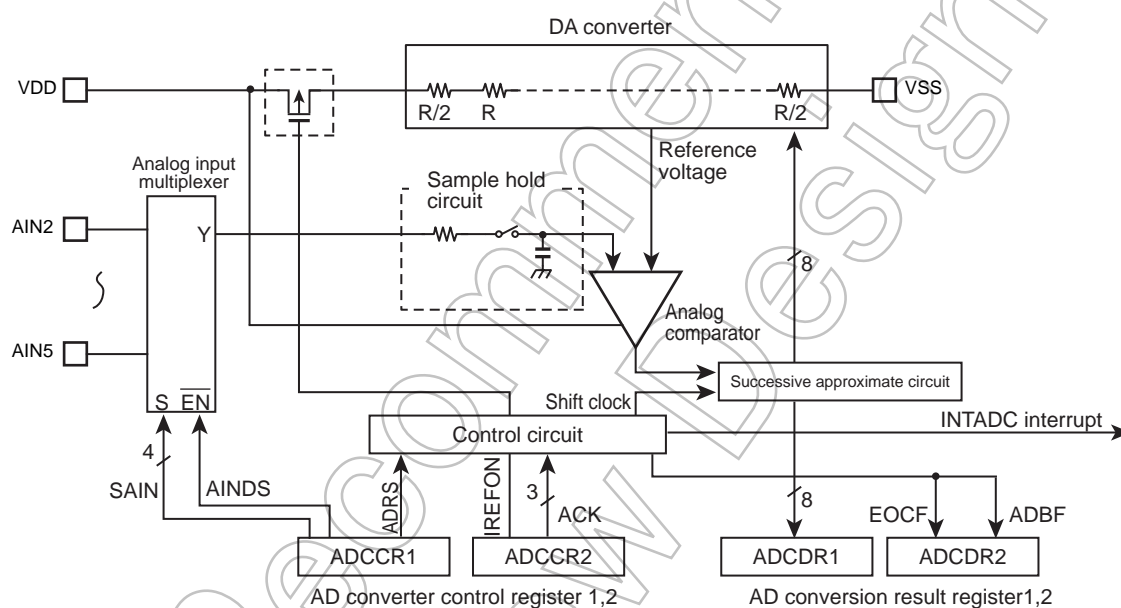 DA converter
VDD
R/2
R
R/2
VSS
Analog input
multiplexer
Reference
voltage
Sample hold
circuit
AIN2
Y
8
Analog
comparator
AIN5
Successive approximate circuit
S
EN
Shift clock
INTADC interrupt
Control circuit
4
SAIN
AINDS
ADRS
IREFON
3
ACK
8
EOCF
ADBF
ADCCR1
ADCCR2
ADCDR1
ADCDR2
AD converter control register 1,2
AD conversion result register1,2